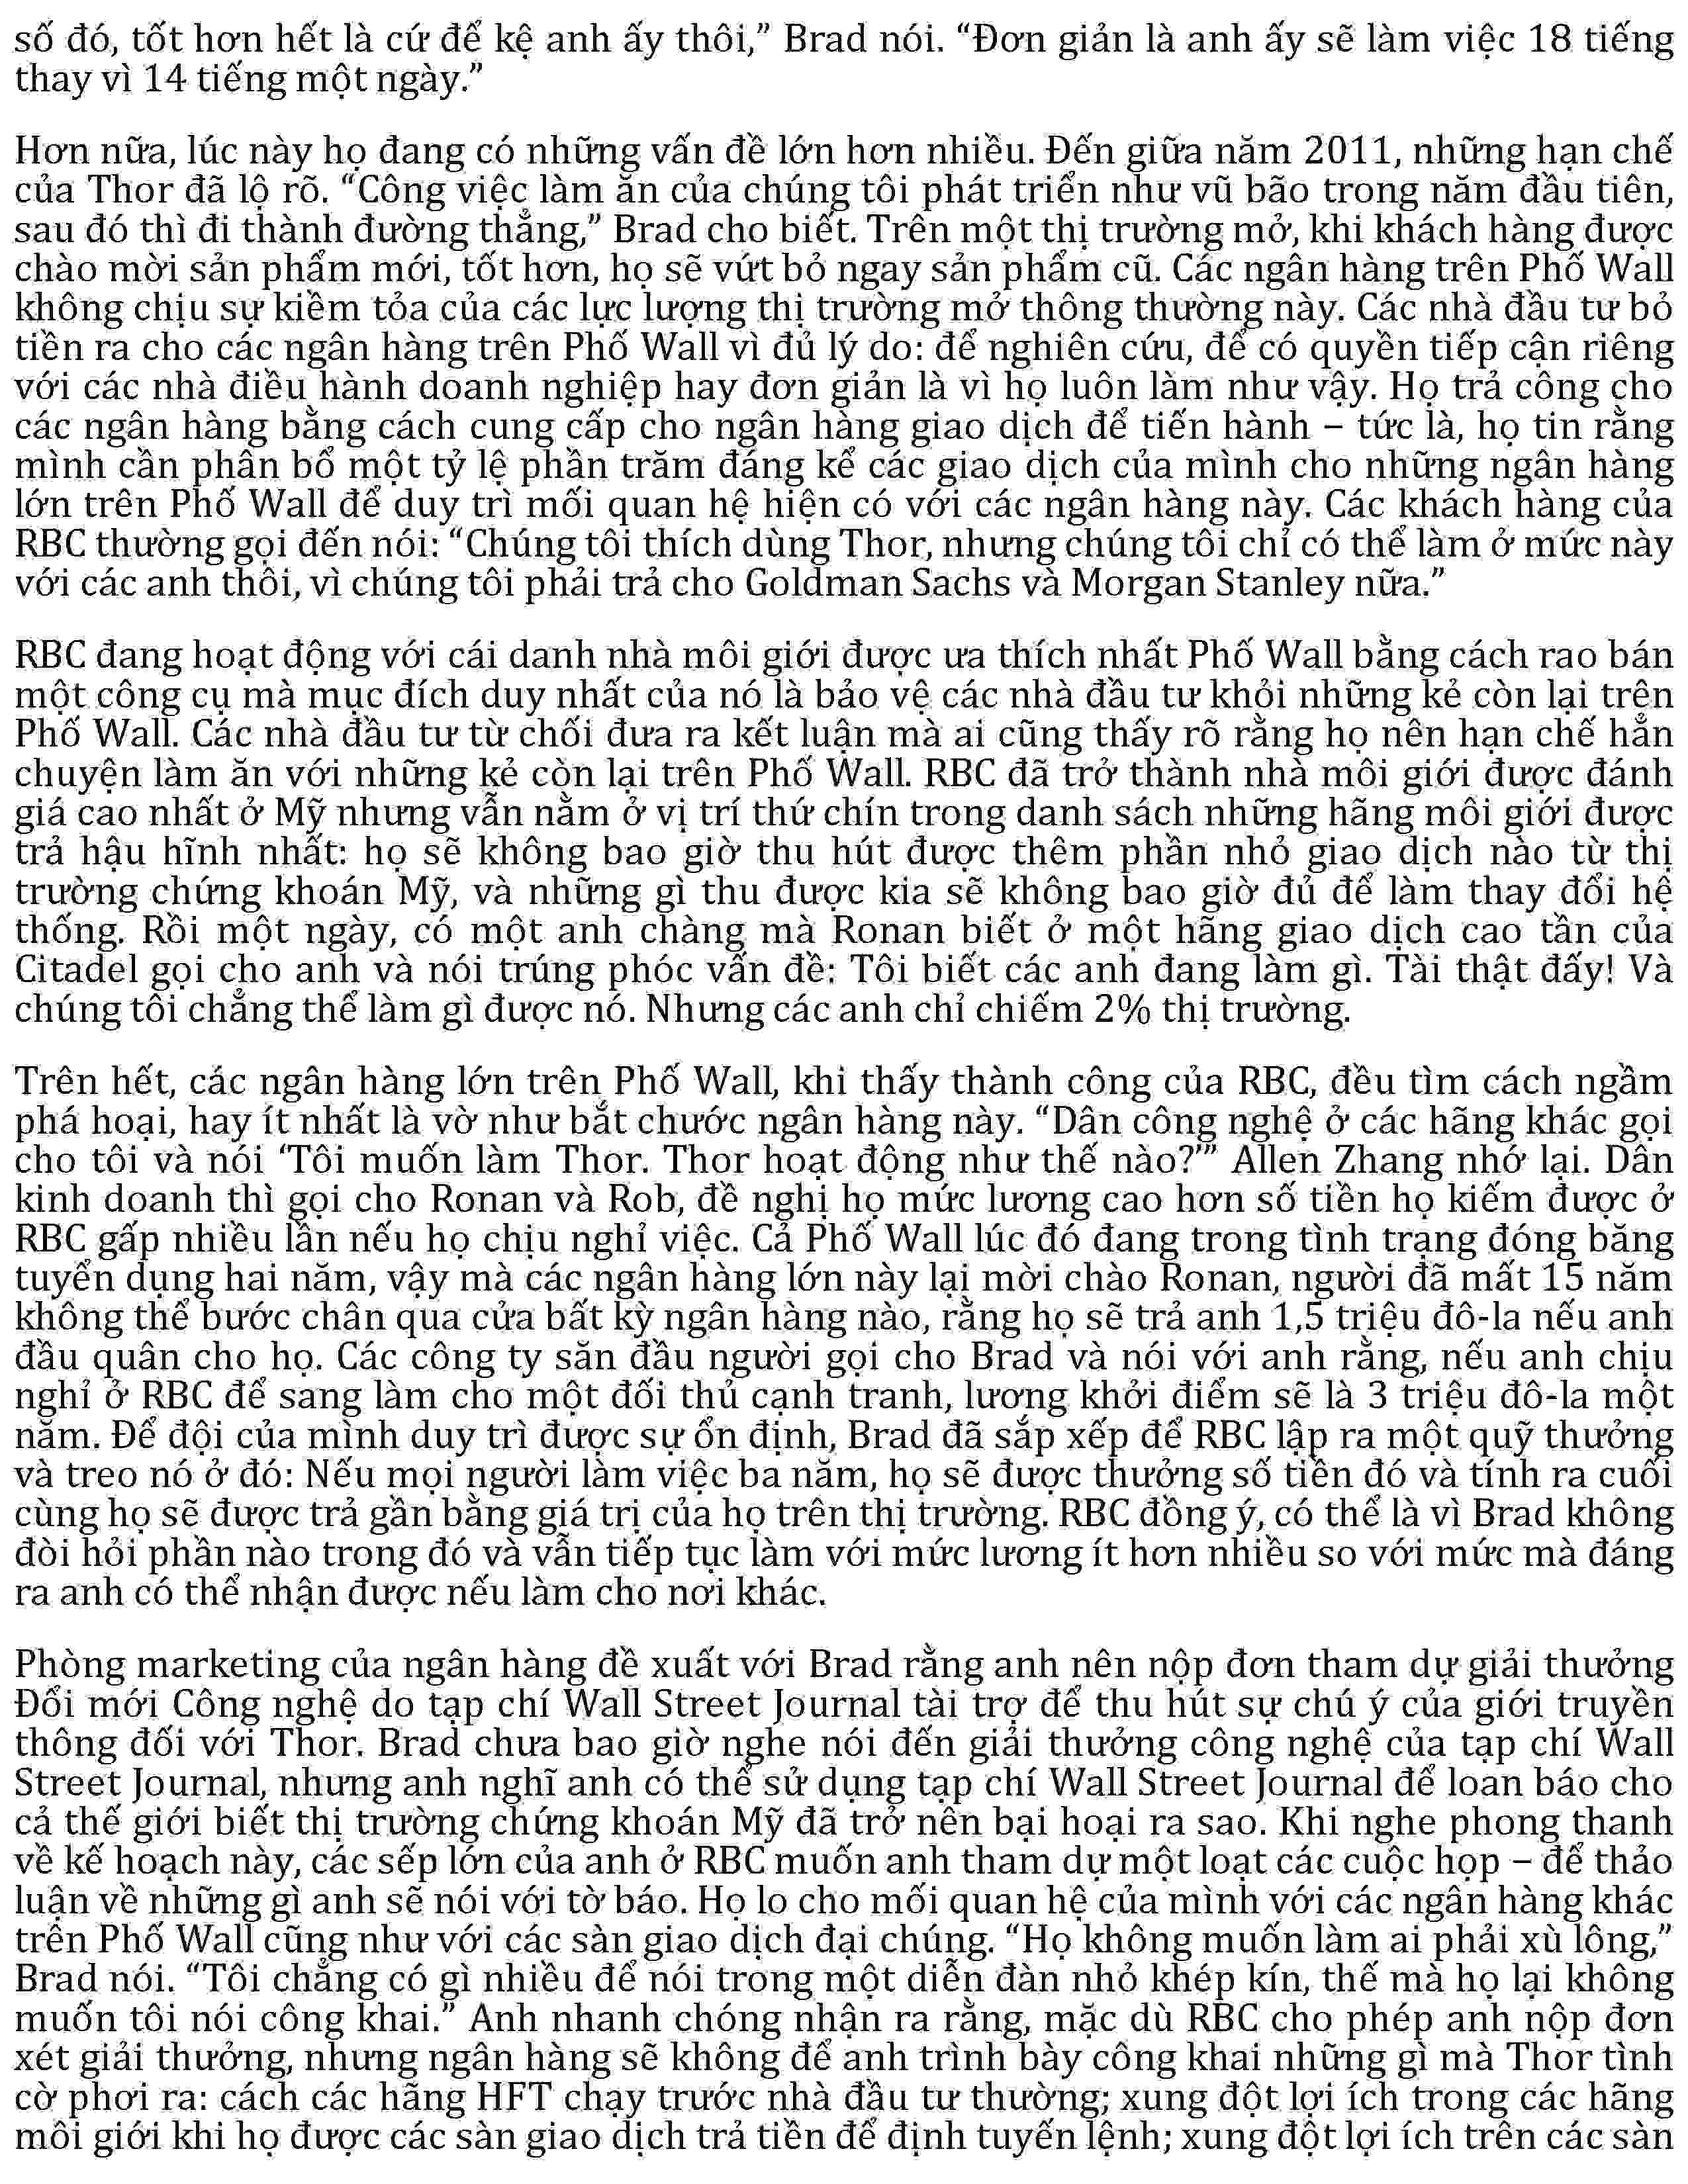 số đó, tốt hơn hết là cứ để kệ anh ấy thôi,” Brad nói. “Đơn giản là anh ấy sẽ làm việc 18 tiếng
thay vì 14 tiếng một ngày.”
Hơn nữa, lúc này họ đang có những vấn đề lớn hơn nhiều. Đến giữa năm 2011, những hạn chế
của Thor đã lộ rõ. “Công việc làm ăn của chúng tôi phát triển như vũ bão trong năm đầu tiên,
sau đó thì đi thành đường thẳng,” Brad cho biết. Trên một thị trường mở, khi khách hàng được
chào mời sản phẩm mới, tốt hơn, họ sẽ vứt bỏ ngay sản phẩm cũ. Các ngân hàng trên Phố Wall
không chịu sự kiềm tỏa của các lực lượng thị trường mở thông thường này. Các nhà đầu tư bỏ
tiền ra cho các ngân hàng trên Phố Wall vì đủ lý do: để nghiên cứu, để có quyền tiếp cận riêng
với các nhà điều hành doanh nghiệp hay đơn giản là vì họ luôn làm như vậy. Họ trả công cho
các ngân hàng bằng cách cung cấp cho ngân hàng giao dịch để tiến hành – tức là, họ tin rằng
mình cần phân bổ một tỷ lệ phần trăm đáng kể các giao dịch của mình cho những ngân hàng
lớn trên Phố Wall để duy trì mối quan hệ hiện có với các ngân hàng này. Các khách hàng của
RBC thường gọi đến nói: “Chúng tôi thích dùng Thor, nhưng chúng tôi chỉ có thể làm ở mức này
với các anh thôi, vì chúng tôi phải trả cho Goldman Sachs và Morgan Stanley nữa.”
RBC đang hoạt động với cái danh nhà môi giới được ưa thích nhất Phố Wall bằng cách rao bán
một công cụ mà mục đích duy nhất của nó là bảo vệ các nhà đầu tư khỏi những kẻ còn lại trên
Phố Wall. Các nhà đầu tư từ chối đưa ra kết luận mà ai cũng thấy rõ rằng họ nên hạn chế hẳn
chuyện làm ăn với những kẻ còn lại trên Phố Wall. RBC đã trở thành nhà môi giới được đánh
giá cao nhất ở Mỹ nhưng vẫn nằm ở vị trí thứ chín trong danh sách những hãng môi giới được
trả hậu hĩnh nhất: họ sẽ không bao giờ thu hút được thêm phần nhỏ giao dịch nào từ thị
trường chứng khoán Mỹ, và những gì thu được kia sẽ không bao giờ đủ để làm thay đổi hệ
thống. Rồi một ngày, có một anh chàng mà Ronan biết ở một hãng giao dịch cao tần của
Citadel gọi cho anh và nói trúng phóc vấn đề: Tôi biết các anh đang làm gì. Tài thật đấy! Và
chúng tôi chẳng thể làm gì được nó. Nhưng các anh chỉ chiếm 2% thị trường.
Trên hết, các ngân hàng lớn trên Phố Wall, khi thấy thành công của RBC, đều tìm cách ngầm
phá hoại, hay ít nhất là vờ như bắt chước ngân hàng này. “Dân công nghệ ở các hãng khác gọi
cho tôi và nói ‘Tôi muốn làm Thor. Thor hoạt động như thế nào?’” Allen Zhang nhớ lại. Dân
kinh doanh thì gọi cho Ronan và Rob, đề nghị họ mức lương cao hơn số tiền họ kiếm được ở
RBC gấp nhiều lần nếu họ chịu nghỉ việc. Cả Phố Wall lúc đó đang trong tình trạng đóng băng
tuyển dụng hai năm, vậy mà các ngân hàng lớn này lại mời chào Ronan, người đã mất 15 năm
không thể bước chân qua cửa bất kỳ ngân hàng nào, rằng họ sẽ trả anh 1,5 triệu đô-la nếu anh
đầu quân cho họ. Các công ty săn đầu người gọi cho Brad và nói với anh rằng, nếu anh chịu
nghỉ ở RBC để sang làm cho một đối thủ cạnh tranh, lương khởi điểm sẽ là 3 triệu đô-la một
năm. Để đội của mình duy trì được sự ổn định, Brad đã sắp xếp để RBC lập ra một quỹ thưởng
và treo nó ở đó: Nếu mọi người làm việc ba năm, họ sẽ được thưởng số tiền đó và tính ra cuối
cùng họ sẽ được trả gần bằng giá trị của họ trên thị trường. RBC đồng ý, có thể là vì Brad không
đòi hỏi phần nào trong đó và vẫn tiếp tục làm với mức lương ít hơn nhiều so với mức mà đáng
ra anh có thể nhận được nếu làm cho nơi khác.
Phòng marketing của ngân hàng đề xuất với Brad rằng anh nên nộp đơn tham dự giải thưởng
Đổi mới Công nghệ do tạp chí Wall Street Journal tài trợ để thu hút sự chú ý của giới truyền
thông đối với Thor. Brad chưa bao giờ nghe nói đến giải thưởng công nghệ của tạp chí Wall
Street Journal, nhưng anh nghĩ anh có thể sử dụng tạp chí Wall Street Journal để loan báo cho
cả thế giới biết thị trường chứng khoán Mỹ đã trở nên bại hoại ra sao. Khi nghe phong thanh
về kế hoạch này, các sếp lớn của anh ở RBC muốn anh tham dự một loạt các cuộc họp – để thảo
luận về những gì anh sẽ nói với tờ báo. Họ lo cho mối quan hệ của mình với các ngân hàng khác
trên Phố Wall cũng như với các sàn giao dịch đại chúng. “Họ không muốn làm ai phải xù lông,”
Brad nói. “Tôi chẳng có gì nhiều để nói trong một diễn đàn nhỏ khép kín, thế mà họ lại không
muốn tôi nói công khai.” Anh nhanh chóng nhận ra rằng, mặc dù RBC cho phép anh nộp đơn
xét giải thưởng, nhưng ngân hàng sẽ không để anh trình bày công khai những gì mà Thor tình
cờ phơi ra: cách các hãng HFT chạy trước nhà đầu tư thường; xung đột lợi ích trong các hãng
môi giới khi họ được các sàn giao dịch trả tiền để định tuyến lệnh; xung đột lợi ích trên các sàn